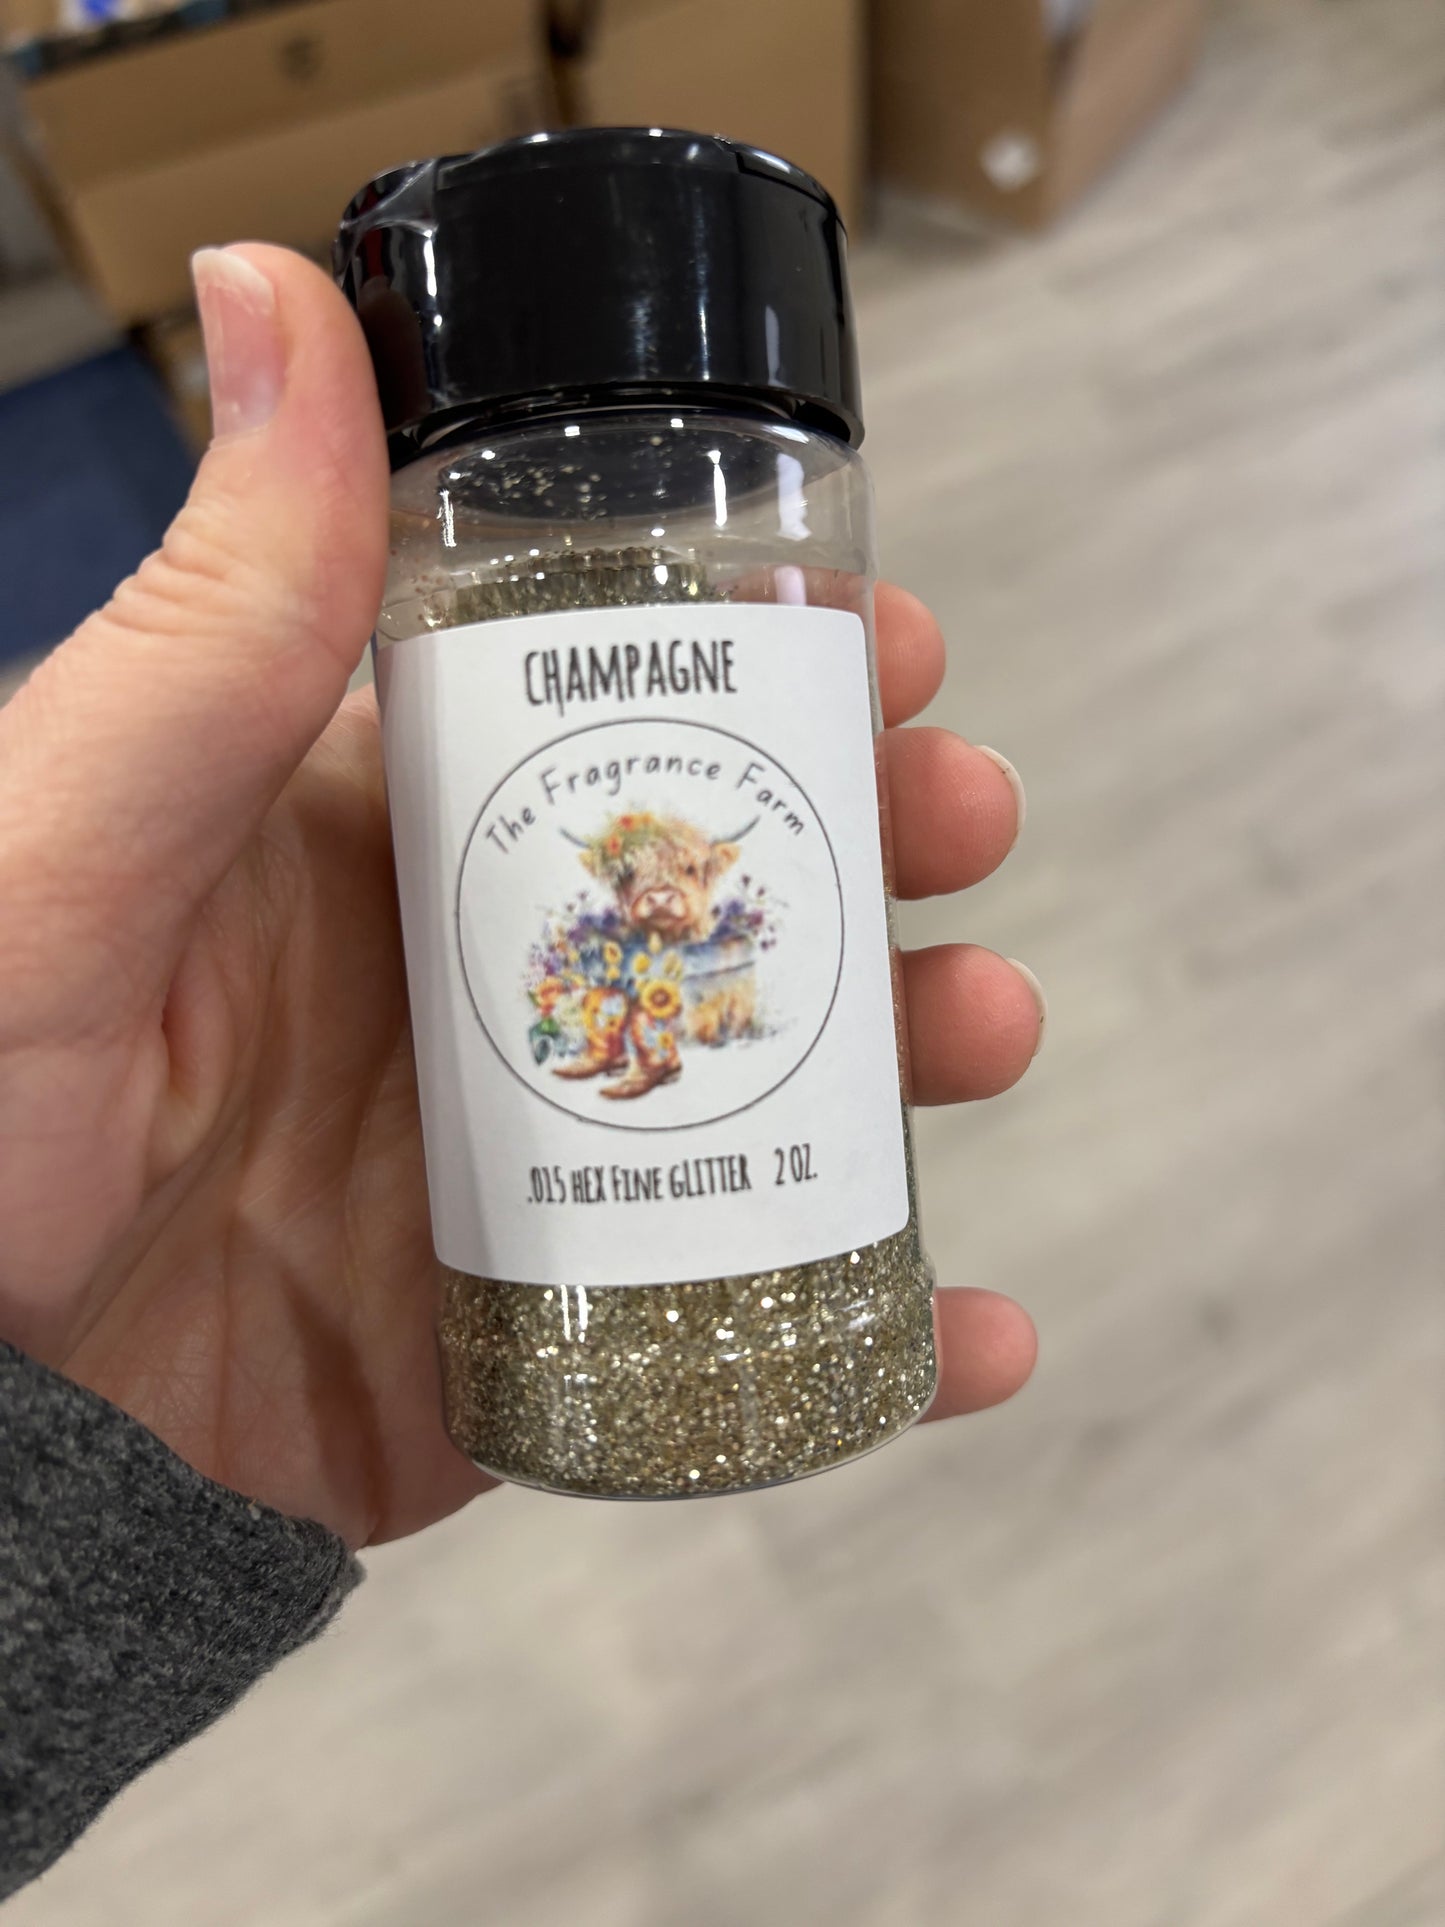 CHAMPAGNE
The Fragrance Farm
.015 HEX FINE GLITTER 2 OZ.